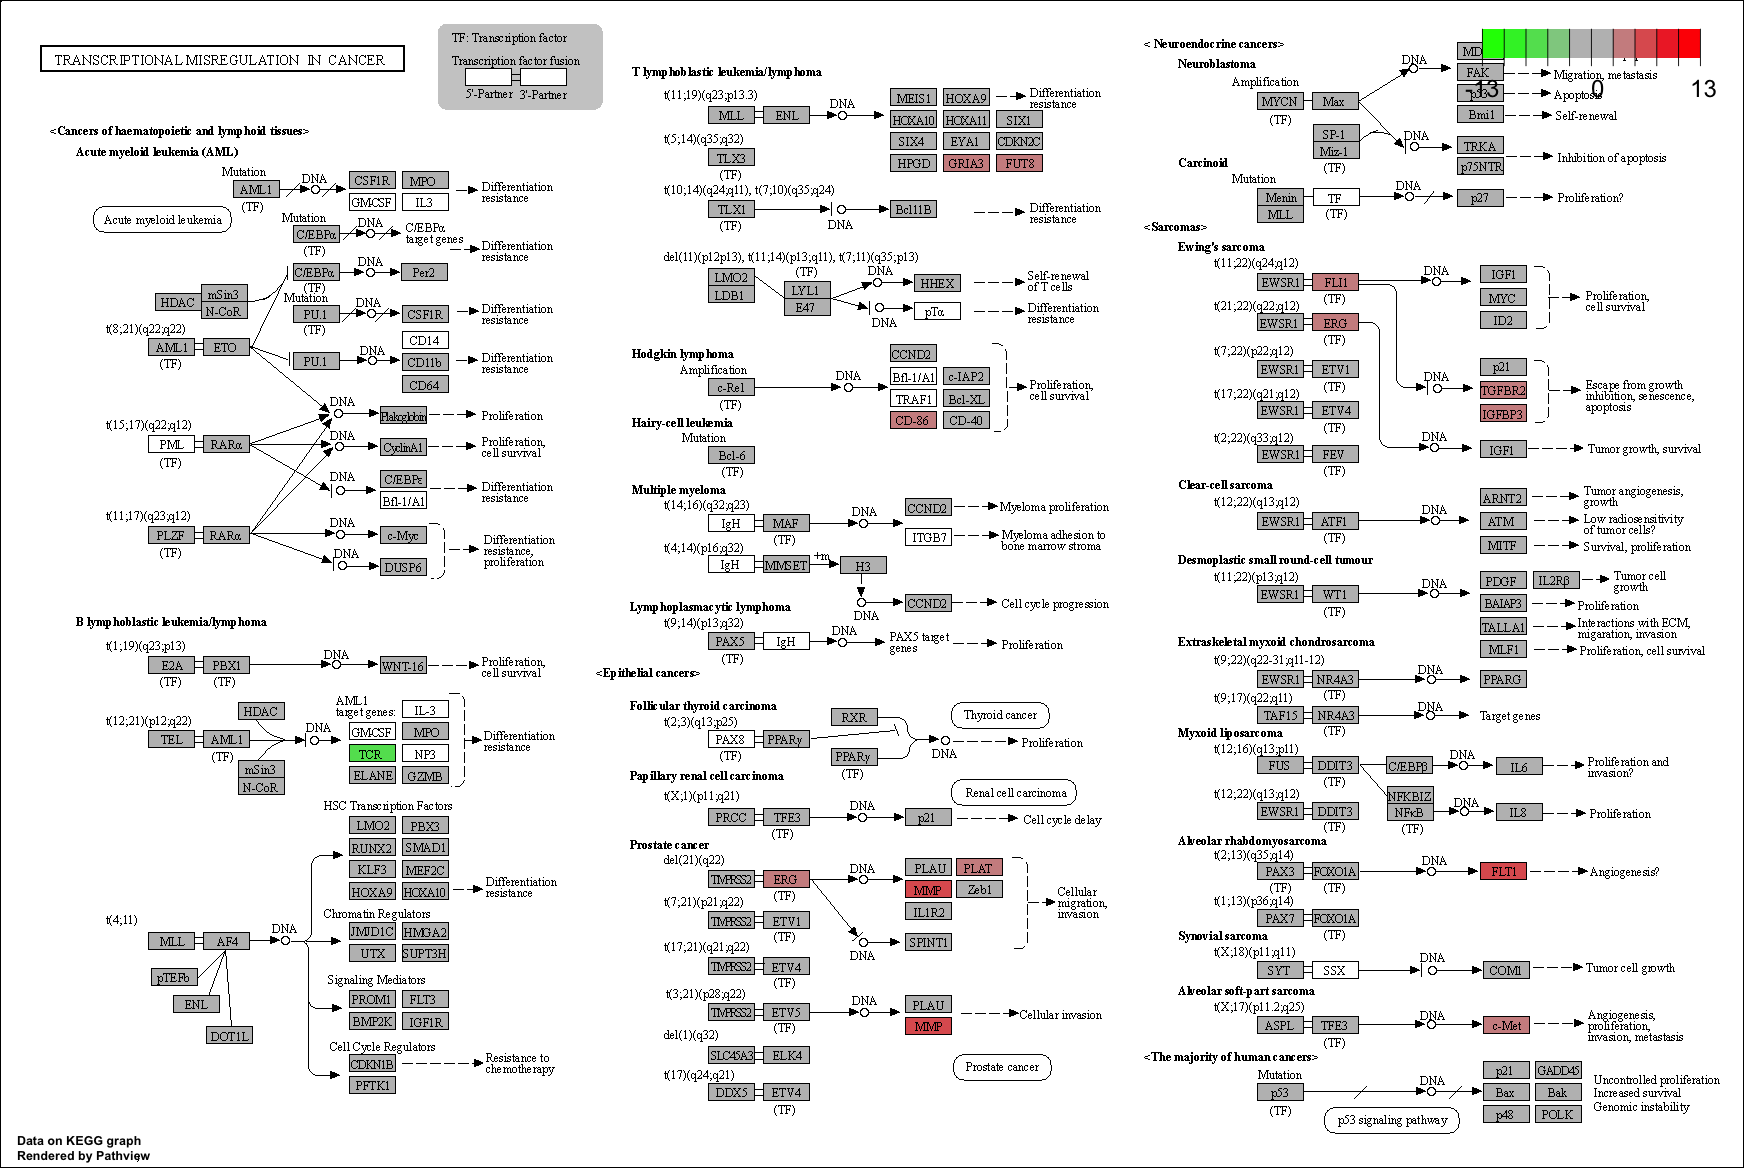 TRANSCRIPTIONAL MISREGULATION IN CANCER
TF: Transcription factor
Transcription factor fusion
5'-Partner 3'-Partner
<Cancers of haematopoietic and lymphoid tissues>
Acute myeloid leukemia (AML)
Mutation
AML1
(TF)
DNA
CSF1R
MPO
GMCSF
IL3
Differentiation
resistance
Acute myeloid leukemia
Mutation
C/EBPα
(TF)
DNA
C/EBPα
target genes
Differentiation
resistance
C/EBPα
(TF)
DNA
Per2
HDAC
mSin3
N-CoR
Mutation
PU.1
(TF)
DNA
CSF1R
Differentiation
resistance
t(8;21)(q22;q22)
AML1
ETO
(TF)
PU.1
DNA
CD14
CD11b
CD64
Differentiation
resistance
DNA
Plakoglobin
Proliferation
t(15;17)(q22;q12)
PML
RARα
(TF)
DNA
CyclinA1
Proliferation,
cell survival
DNA
C/EBPε
Bfl-1/A1
Differentiation
resistance
t(11;17)(q23;q12)
PLZF
RARα
(TF)
DNA
c-Myc
DNA
DUSP6
Differentiation
resistance,
proliferation
B lymphoblastic leukemia/lymphoma
t(1;19)(q23;p13)
E2A
PBX1
(TF)
(TF)
DNA
WNT-16
Proliferation,
cell survival
t(12;21)(p12;q22)
TEL
AML1
(TF)
HDAC
mSin3
N-CoR
DNA
AML1
target genes:
IL-3
GMCSF
MPO
TCR
NP3
ELANE
GZMB
Differentiation
resistance
HSC Transcription Factors
LMO2
PBX3
RUNX2
SMAD1
KLF3
MEF2C
HOXA9
HOXA10
Differentiation
resistance
t(4;11)
MLL
AF4
DNA
pTEFb
ENL
DOT1L
Chromatin Regulators
JMJD1C
HMGA2
UTX
SUPT3H
Signaling Mediators
PROM1
FLT3
BMP2K
IGF1R
Cell Cycle Regulators
CDKN1B
PFTK1
Resistance to
chemotherapy
T lymphoblastic leukemia/lymphoma
t(11;19)(q23;p13.3)
MLL
ENL
DNA
MEIS1
HOXA9
HOXA10
HOXA11
SIX1
SIX4
EYA1
CDKN2C
HPGD
GRIA3
FUT8
Differentiation
resistance
t(5;14)(q35;q32)
TLX3
(TF)
t(10;14)(q24;q11), t(7;10)(q35;q24)
TLX1
(TF)
DNA
Bcl11B
Differentiation
resistance
del(11)(p12p13), t(11;14)(p13;q11), t(7;11)(q35;p13)
LMO2
LDB1
(TF)
LYL1
E47
DNA
HHEX
Self-renewal
of T cells
DNA
pTα
Differentiation
resistance
Hodgkin lymphoma
Amplification
c-Rel
(TF)
DNA
CCND2
Bfl-1/A1
c-IAP2
TRAF1
Bcl-XL
CD-86
CD-40
Proliferation,
cell survival
Hairy-cell leukemia
Mutation
Bcl-6
(TF)
Multiple myeloma
t(14;16)(q32;q23)
IgH
MAF
(TF)
DNA
CCND2
Myeloma proliferation
ITGB7
Myeloma adhesion to
bone marrow stroma
t(4;14)(p16;q32)
IgH
MMSET
+m
H3
DNA
CCND2
Cell cycle progression
Lymphoplasmacytic lymphoma
t(9;14)(p13;q32)
PAX5
IgH
(TF)
DNA
PAX5 target
genes
Proliferation
<Epithelial cancers>
Follicular thyroid carcinoma
t(2;3)(q13;p25)
PAX8
PPARγ
(TF)
RXR
PPARγ
(TF)
DNA
Thyroid cancer
Proliferation
Papillary renal cell carcinoma
t(X;1)(p11;q21)
PRCC
TFE3
(TF)
DNA
p21
Renal cell carcinoma
Cell cycle delay
Prostate cancer
del(21)(q22)
TMPRSS2
ERG
(TF)
DNA
PLAU
PLAT
MMP
Zeb1
IL1R2
DNA
SPINT1
Cellular
migration,
invasion
t(7;21)(p21;q22)
TMPRSS2
ETV1
(TF)
t(17;21)(q21;q22)
TMPRSS2
ETV4
(TF)
t(3;21)(p28;q22)
TMPRSS2
ETV5
(TF)
DNA
PLAU
MMP
Cellular invasion
del(1)(q32)
SLC45A3
ELK4
t(17)(q24;q21)
DDX5
ETV4
(TF)
Prostate cancer
< Neuroendocrine cancers>
Neuroblastoma
Amplification
MYCN
Max
(TF)
DNA
FAK
Migration, metastasis
p53
Apoptosis
Bmi1
Self-renewal
SP-1
Miz-1
(TF)
DNA
TRKA
p75NTR
Inhibition of apoptosis
-13
0
13
Carcinoid
Mutation
Menin
MLL
TF
(TF)
DNA
p27
Proliferation?
<Sarcomas>
Ewing's sarcoma
t(11;22)(q24;q12)
EWSR1
FLI1
(TF)
DNA
IGF1
MYC
ID2
Proliferation,
cell survival
t(21;22)(q22;q12)
EWSR1
ERG
(TF)
t(7;22)(p22;q12)
EWSR1
ETV1
(TF)
DNA
p21
TGFBR2
IGFBP3
Escape from growth
inhibition, senescence,
apoptosis
t(17;22)(q21;q12)
EWSR1
ETV4
(TF)
t(2;22)(q33;q12)
EWSR1
FEV
(TF)
DNA
IGF1
Tumor growth, survival
Clear-cell sarcoma
t(12;22)(q13;q12)
EWSR1
ATF1
(TF)
DNA
ARNT2
Tumor angiogenesis,
growth
ATM
Low radiosensitivity
of tumor cells?
MITF
Survival, proliferation
Desmoplastic small round-cell tumour
t(11;22)(p13;q12)
EWSR1
WT1
(TF)
DNA
PDGF
IL2Rβ
Tumor cell
growth
BAIAP3
Proliferation
TALLA1
Interactions with ECM,
migaration, invasion
MLF1
Proliferation, cell survival
Extraskeletal myxoid chondrosarcoma
t(9;22)(q22-31;q11-12)
EWSR1
NR4A3
(TF)
DNA
PPARG
t(9;17)(q22;q11)
TAF15
NR4A3
(TF)
DNA
Target genes
Myxoid liposarcoma
t(12;16)(q13;p11)
FUS
DDIT3
(TF)
C/EBPβ
DNA
IL6
Proliferation and
invasion?
t(12;22)(q13;q12)
EWSR1
DDIT3
(TF)
NFKBIZ
NFκB
(TF)
DNA
IL8
Proliferation
Alveolar rhabdomyosarcoma
t(2;13)(q35;q14)
PAX3
FOXO1A
(TF)
DNA
FLT1
Angiogenesis?
t(1;13)(p36;q14)
PAX7
FOXO1A
(TF)
Synovial sarcoma
t(X;18)(p11;q11)
SYT
SSX
(TF)
DNA
COM1
Tumor cell growth
Alveolar soft-part sarcoma
t(X;17)(p11.2;q25)
ASPL
TFE3
(TF)
DNA
c-Met
Angiogenesis,
proliferation,
invasion, metastasis
<The majority of human cancers>
Mutation
p53
(TF)
DNA
p21
GADD45
Bax
Bak
p48
POLK
Uncontrolled proliferation
Increased survival
Genomic instability
p53 signaling pathway
Data on KEGG graph
Rendered by Pathview